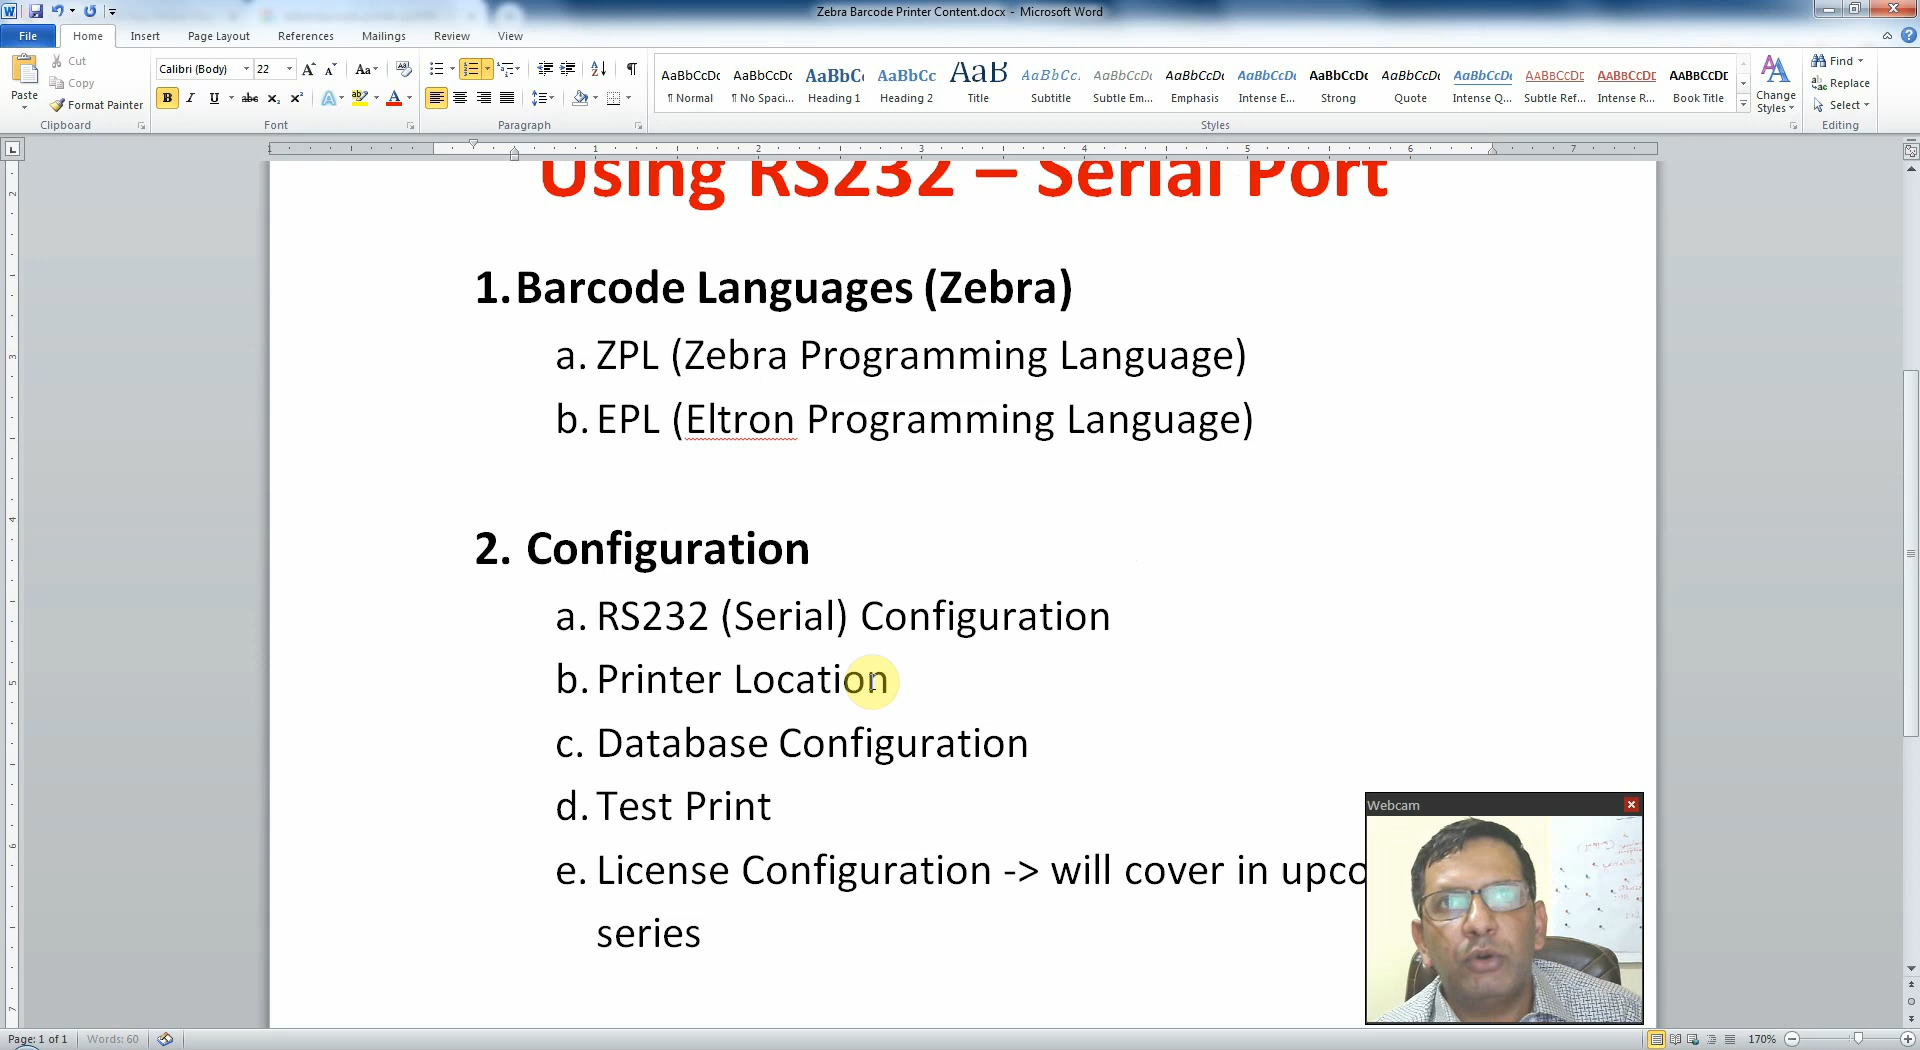 Zebra Barcode Printer Content.docx - Microsoft Word
File Home Insert Page Layout References Mailings Review View
Paste
Cut
Copy
Format Painter
Clipboard
Calibri (Body) 22
Font
Paragraph
AaBbCcDc AaBbCcDc AaBbCc AaBbCc AaB AaBbCc. AaBbCcDc AaBbCcDc AaBbCcDc AaBbCcDc AaBbCcDc AaBbCcDc AABBCCDE AABBCCDE AABBCCDE
¶ Normal ¶ No Spaci... Heading 1 Heading 2 Title Subtitle Subtle Em... Emphasis Intense E... Strong Quote Intense Q... Subtle Ref... Intense R... Book Title
Styles
Change Styles
Find
Replace
Select
Editing
Using RS232 – Serial Port
1. Barcode Languages (Zebra)
a. ZPL (Zebra Programming Language)
b. EPL (Eltron Programming Language)
2. Configuration
a. RS232 (Serial) Configuration
b. Printer Location
c. Database Configuration
d. Test Print
e. License Configuration -> will cover in upco
series
Webcam
Page: 1 of 1 Words: 60
170%